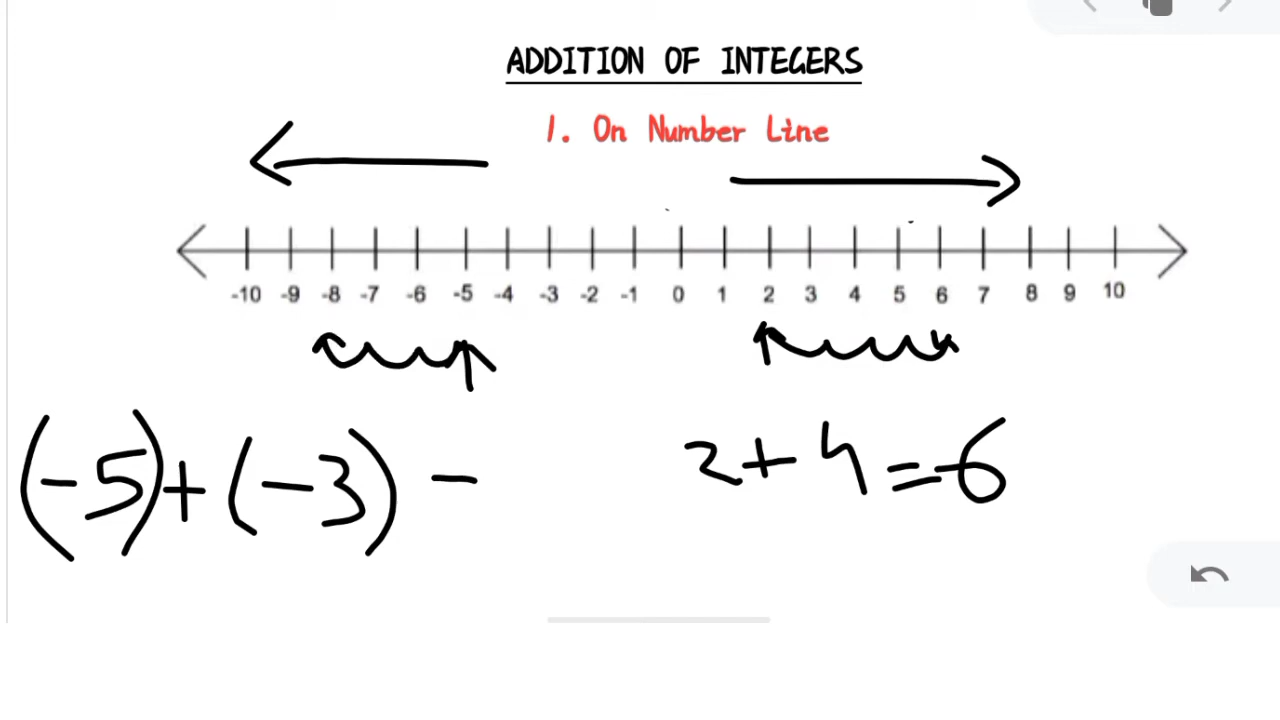 ADDITION OF INTEGERS
1. On Number Line
-10 -9 -8 -7 -6 -5 -4 -3 -2 -1 0 1 2 3 4 5 6 7 8 9 10
(-5)+(-3) - 2+4=6